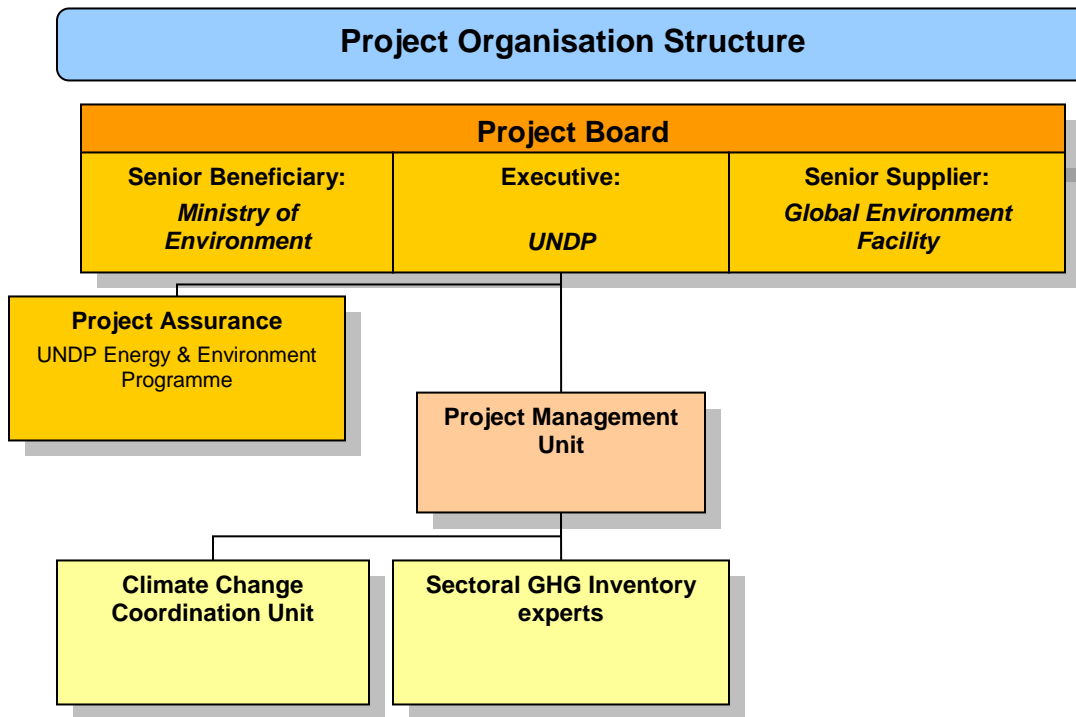 Project Organisation Structure
Project Board
Senior Beneficiary:
Ministry of
Environment
Executive:
UNDP
Senior Supplier:
Global Environment
Facility
Project Assurance
UNDP Energy & Environment
Programme
Project Management
Unit
Climate Change
Coordination Unit
Sectoral GHG Inventory
experts